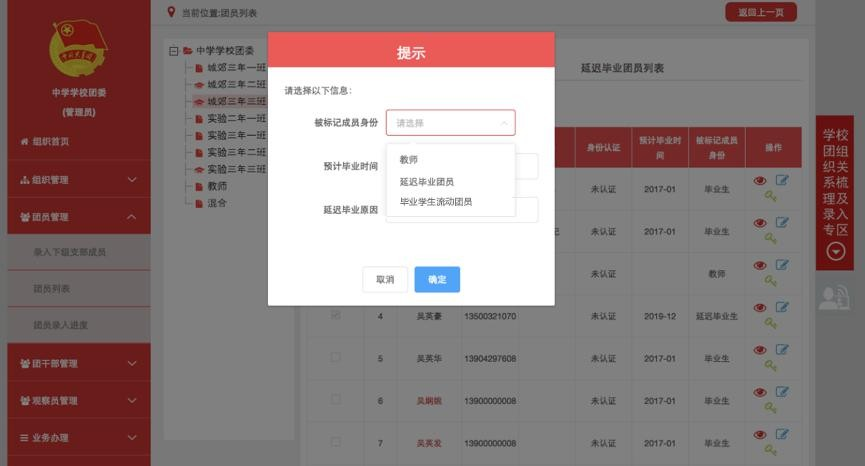 当前位置:团员列表
返回上一页
中学学校团委
(管理员)
组织首页
组织管理
团员管理
录入下级支部成员
团员列表
团员录入进度
团干部管理
观察员管理
业务办理
中学学校团委
城郊三年一班
城郊三年二班
城郊三年三班
实验二年一班
实验三年一班
实验三年二班
实验三年三班
教师
混合
提示
请选择以下信息：
被标记成员身份
请选择
教师
延迟毕业团员
毕业学生流动团员
预计毕业时间
延迟毕业原因
取消
确定
延迟毕业团员列表
身份认证
预计毕业时间
被标记成员身份
操作
未认证 2017-01 毕业生
未认证 2017-01 毕业生
未认证 教师
4 吴英豪 13500321070 未认证 2019-12 延迟毕业生
5 吴英华 13904297608 未认证 2017-01 毕业生
6 吴娴婉 13900000008 未认证 2017-01 毕业生
7 吴英发 13900000008 未认证 2017-01 毕业生
学校
团组
织关
系梳
理及
录入
专区